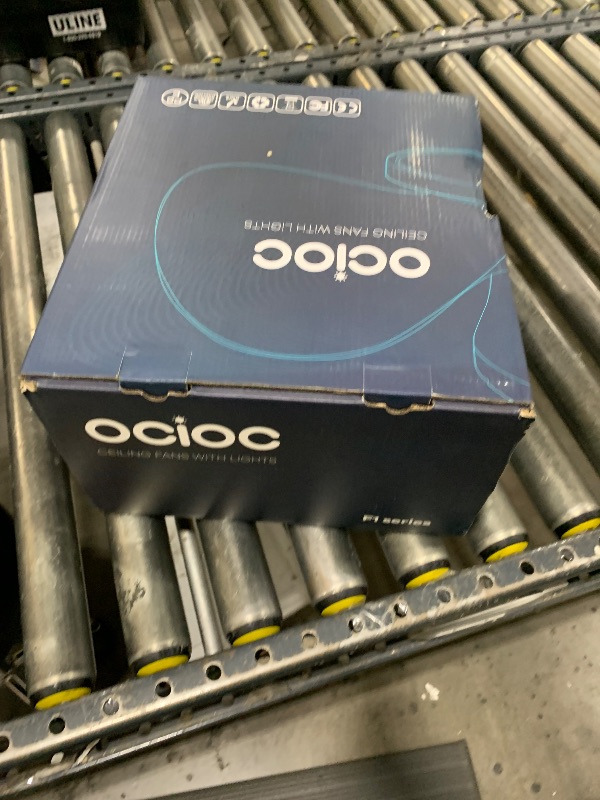 ULINE
ocioc
CEILING FANS WITH LIGHTS
ocioc
CEILING FANS WITH LIGHTS
F1 series